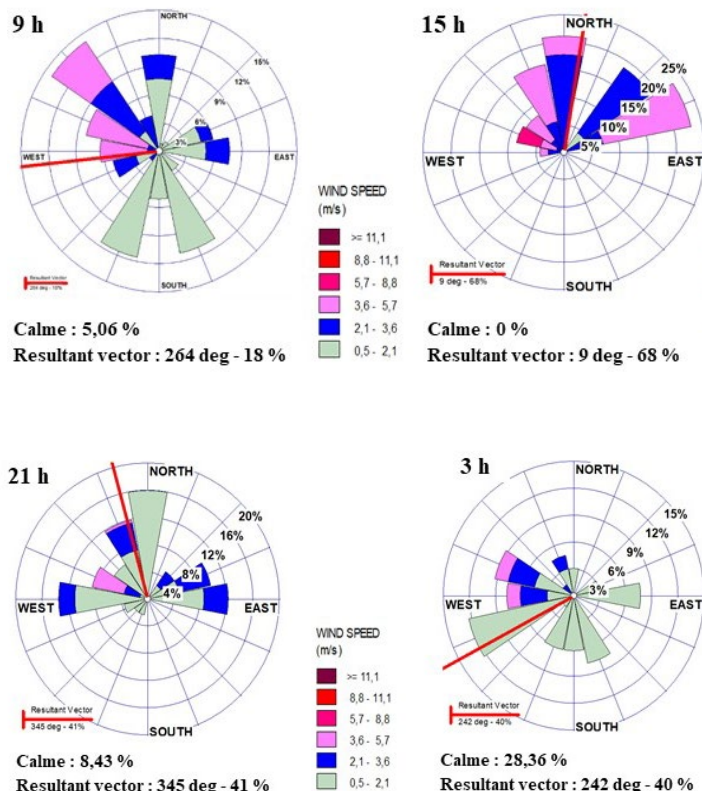 9 h
NORTH
15%
12%
9%
6%
3%
WEST
EAST
SOUTH
Resultant Vector
264 deg - 18%
Calme : 5,06 %
Resultant vector : 264 deg - 18 %
WIND SPEED
(m/s)
>= 11,1
8,8 - 11,1
5,7 - 8,8
3,6 - 5,7
2,1 - 3,6
0,5 - 2,1
15 h
NORTH
25%
20%
15%
10%
5%
WEST
EAST
SOUTH
Resultant Vector
9 deg - 68%
Calme : 0 %
Resultant vector : 9 deg - 68 %
21 h
NORTH
20%
16%
12%
8%
4%
WEST
EAST
SOUTH
Resultant Vector
345 deg - 41%
Calme : 8,43 %
Resultant vector : 345 deg - 41 %
WIND SPEED
(m/s)
>= 11,1
8,8 - 11,1
5,7 - 8,8
3,6 - 5,7
2,1 - 3,6
0,5 - 2,1
3 h
NORTH
15%
12%
9%
6%
3%
WEST
EAST
SOUTH
Resultant Vector
242 deg - 40%
Calme : 28,36 %
Resultant vector : 242 deg - 40 %